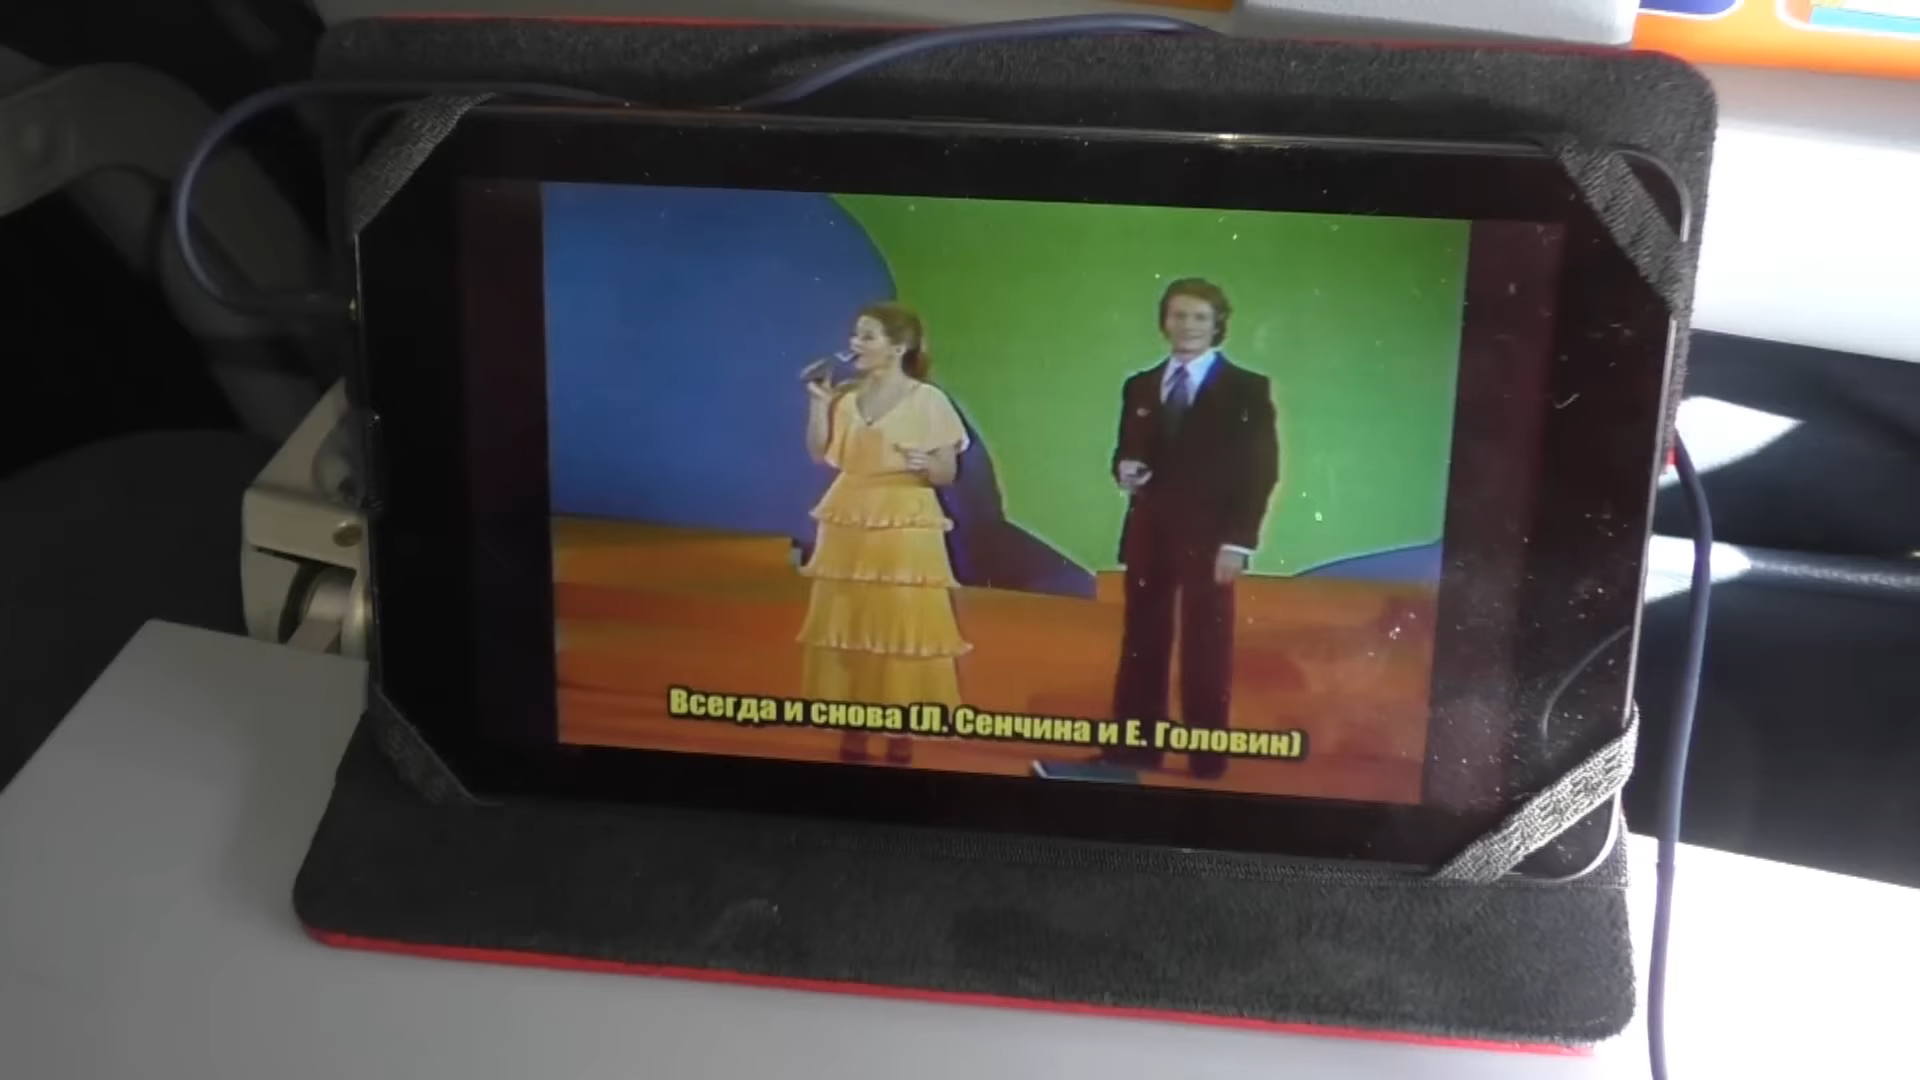 Всегда и снова (Л. Сенчина и Е. Головин)